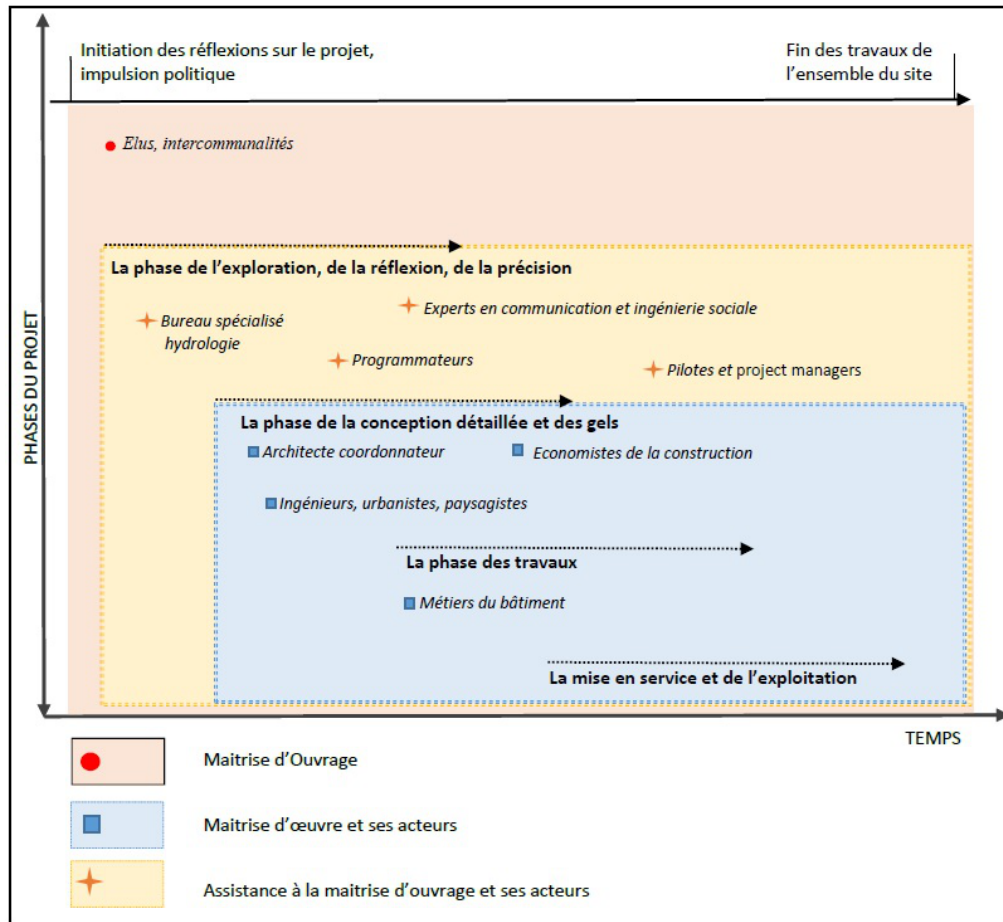 Initiation des réflexions sur le projet,
impulsion politique
Fin des travaux de
l'ensemble du site
Elus, intercommunalités
La phase de l'exploration, de la réflexion, de la précision
Bureau spécialisé
hydrologie
Experts en communication et ingénierie sociale
Programmateurs
Pilotes et project managers
La phase de la conception détaillée et des gels
Architecte coordonnateur
Economistes de la construction
Ingénieurs, urbanistes, paysagistes
La phase des travaux
Métiers du bâtiment
La mise en service et de l'exploitation
PHASES DU PROJET
TEMPS
Maitrise d'Ouvrage
Maitrise d'œuvre et ses acteurs
Assistance à la maitrise d'ouvrage et ses acteurs